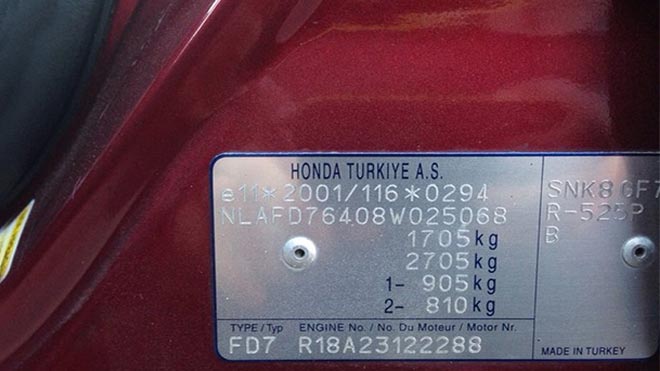 HONDA TURKIYE A.S.
e11*2001/116*0294
NLAFD76408W025068
1705kg
2705kg
1- 905kg
2- 810kg
TYPE / Typ ENGINE No. / No. Du Moteur / Motor Nr.
FD7 R18A23122288
SNK8GF7
R-525P
B
MADE IN TURKEY